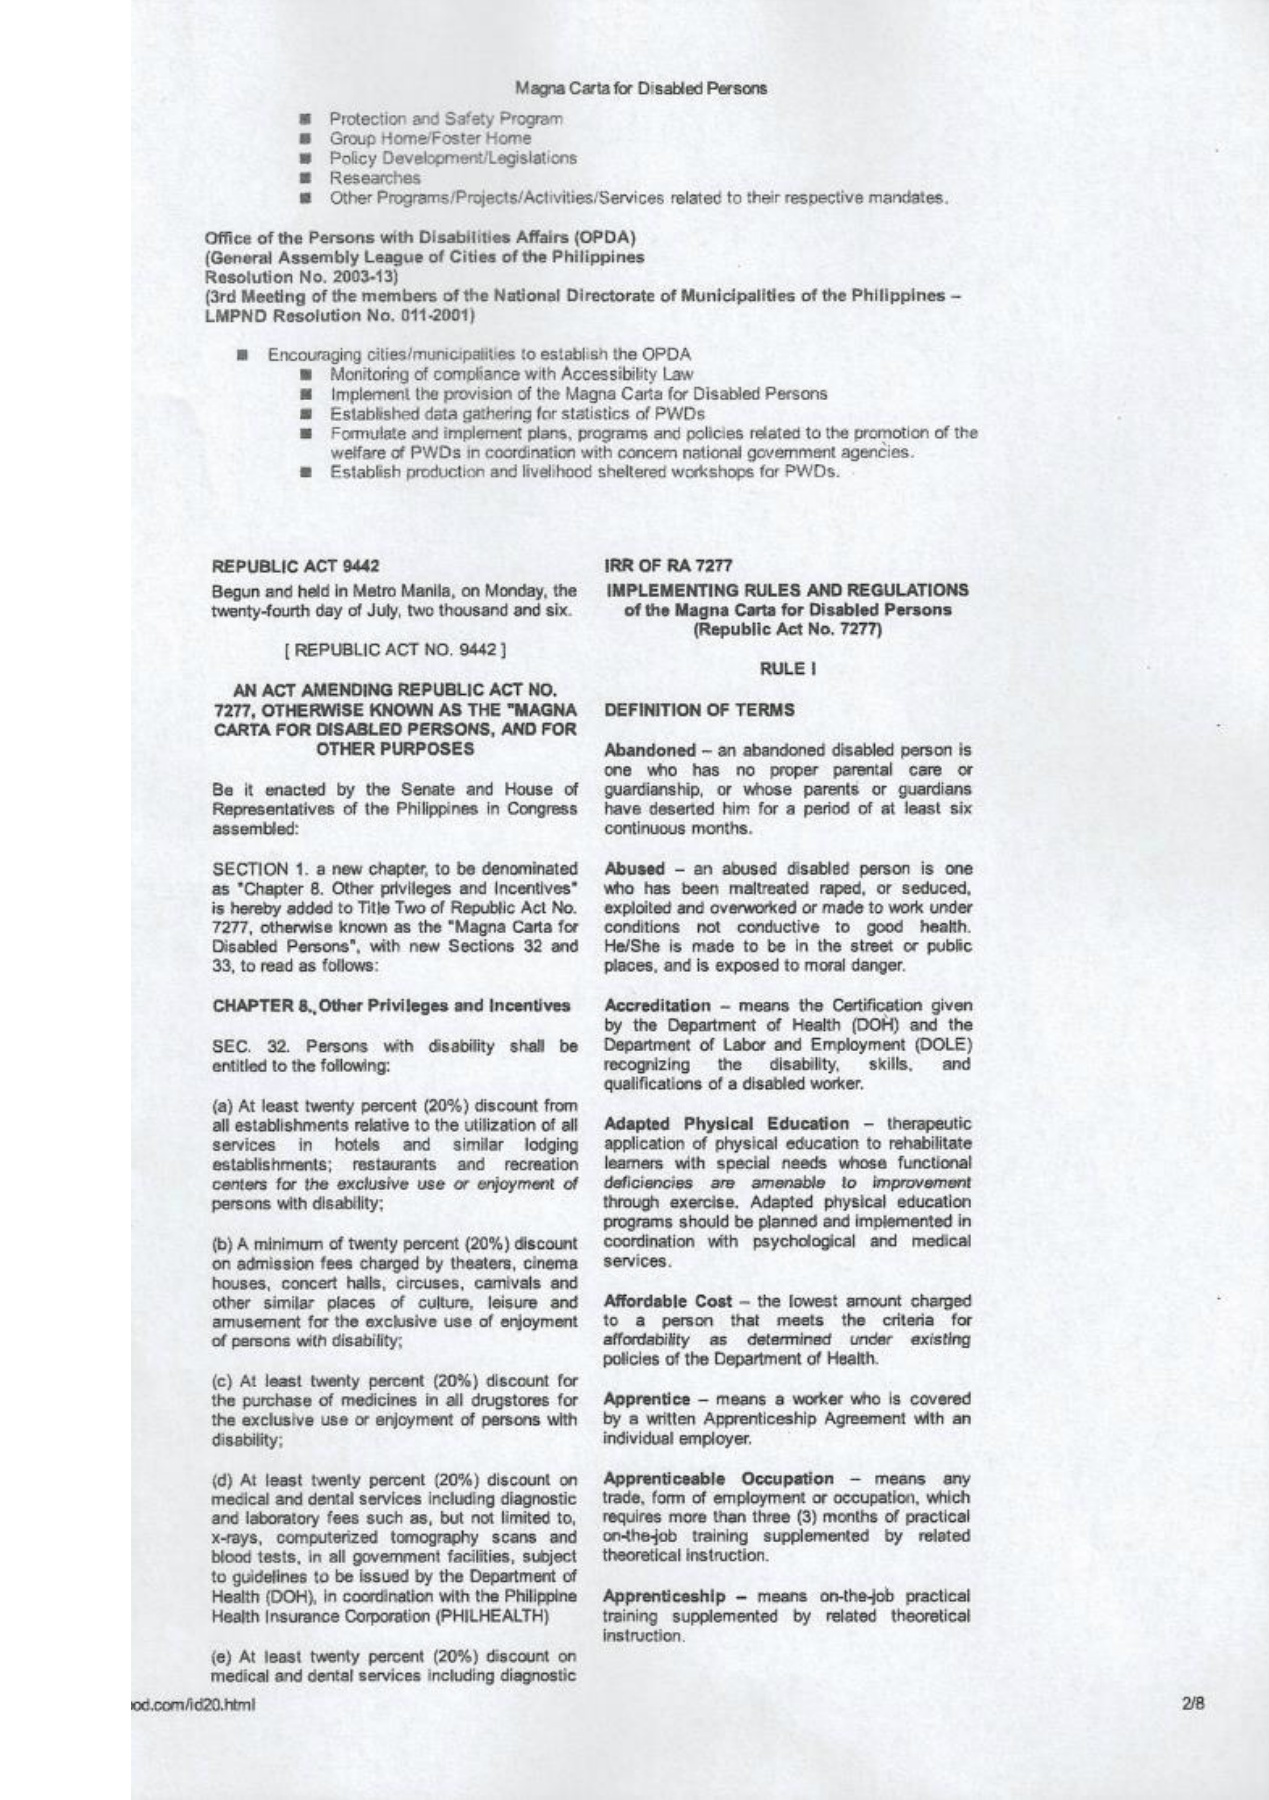 Magna Carta for Disabled Persons
■ Protection and Safety Program
■ Group Home/Foster Home
■ Policy Development/Legislations
■ Researches
■ Other Programs/Projects/Activities/Services related to their respective mandates.
Office of the Persons with Disabilities Affairs (OPDA)
(General Assembly League of Cities of the Philippines
Resolution No. 2003-13)
(3rd Meeting of the members of the National Directorate of Municipalities of the Philippines –
LMPND Resolution No. 011-2001)
■ Encouraging cities/municipalities to establish the OPDA
■ Monitoring of compliance with Accessibility Law
■ Implement the provision of the Magna Carta for Disabled Persons
■ Established data gathering for statistics of PWDs
■ Formulate and implement plans, programs and policies related to the promotion of the
welfare of PWDs in coordination with concern national government agencies.
■ Establish production and livelihood sheltered workshops for PWDs.
REPUBLIC ACT 9442
Begun and held in Metro Manila, on Monday, the
twenty-fourth day of July, two thousand and six.
[ REPUBLIC ACT NO. 9442 ]
AN ACT AMENDING REPUBLIC ACT NO.
7277, OTHERWISE KNOWN AS THE "MAGNA
CARTA FOR DISABLED PERSONS, AND FOR
OTHER PURPOSES
Be it enacted by the Senate and House of
Representatives of the Philippines in Congress
assembled:
SECTION 1. a new chapter, to be denominated
as "Chapter 8. Other privileges and Incentives"
is hereby added to Title Two of Republic Act No.
7277, otherwise known as the "Magna Carta for
Disabled Persons", with new Sections 32 and
33, to read as follows:
CHAPTER 8. Other Privileges and Incentives
SEC. 32. Persons with disability shall be
entitled to the following:
(a) At least twenty percent (20%) discount from
all establishments relative to the utilization of all
services in hotels and similar lodging
establishments; restaurants and recreation
centers for the exclusive use or enjoyment of
persons with disability;
(b) A minimum of twenty percent (20%) discount
on admission fees charged by theaters, cinema
houses, concert halls, circuses, carnivals and
other similar places of culture, leisure and
amusement for the exclusive use of enjoyment
of persons with disability;
(c) At least twenty percent (20%) discount for
the purchase of medicines in all drugstores for
the exclusive use or enjoyment of persons with
disability;
(d) At least twenty percent (20%) discount on
medical and dental services including diagnostic
and laboratory fees such as, but not limited to,
x-rays, computerized tomography scans and
blood tests, in all government facilities, subject
to guidelines to be issued by the Department of
Health (DOH), in coordination with the Philippine
Health Insurance Corporation (PHILHEALTH)
(e) At least twenty percent (20%) discount on
medical and dental services including diagnostic
IRR OF RA 7277
IMPLEMENTING RULES AND REGULATIONS
of the Magna Carta for Disabled Persons
(Republic Act No. 7277)
RULE I
DEFINITION OF TERMS
Abandoned – an abandoned disabled person is
one who has no proper parental care or
guardianship, or whose parents or guardians
have deserted him for a period of at least six
continuous months.
Abused – an abused disabled person is one
who has been maltreated raped, or seduced,
exploited and overworked or made to work under
conditions not conductive to good health.
He/She is made to be in the street or public
places, and is exposed to moral danger.
Accreditation – means the Certification given
by the Department of Health (DOH) and the
Department of Labor and Employment (DOLE)
recognizing the disability, skills, and
qualifications of a disabled worker.
Adapted Physical Education – therapeutic
application of physical education to rehabilitate
learners with special needs whose functional
deficiencies are amenable to improvement
through exercise. Adapted physical education
programs should be planned and implemented in
coordination with psychological and medical
services.
Affordable Cost – the lowest amount charged
to a person that meets the criteria for
affordability as determined under existing
policies of the Department of Health.
Apprentice – means a worker who is covered
by a written Apprenticeship Agreement with an
individual employer.
Apprenticeable Occupation – means any
trade, form of employment or occupation, which
requires more than three (3) months of practical
on-the-job training supplemented by related
theoretical instruction.
Apprenticeship – means on-the-job practical
training supplemented by related theoretical
instruction.
od.com/id20.html
2/8